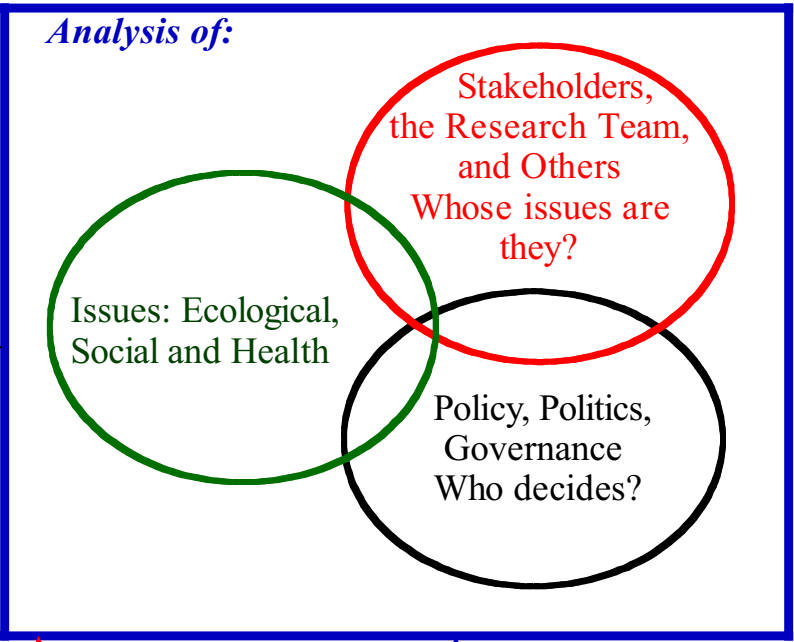 Analysis of:
Stakeholders,
the Research Team,
and Others
Whose issues are
they?
Issues: Ecological,
Social and Health
Policy, Politics,
Governance
Who decides?